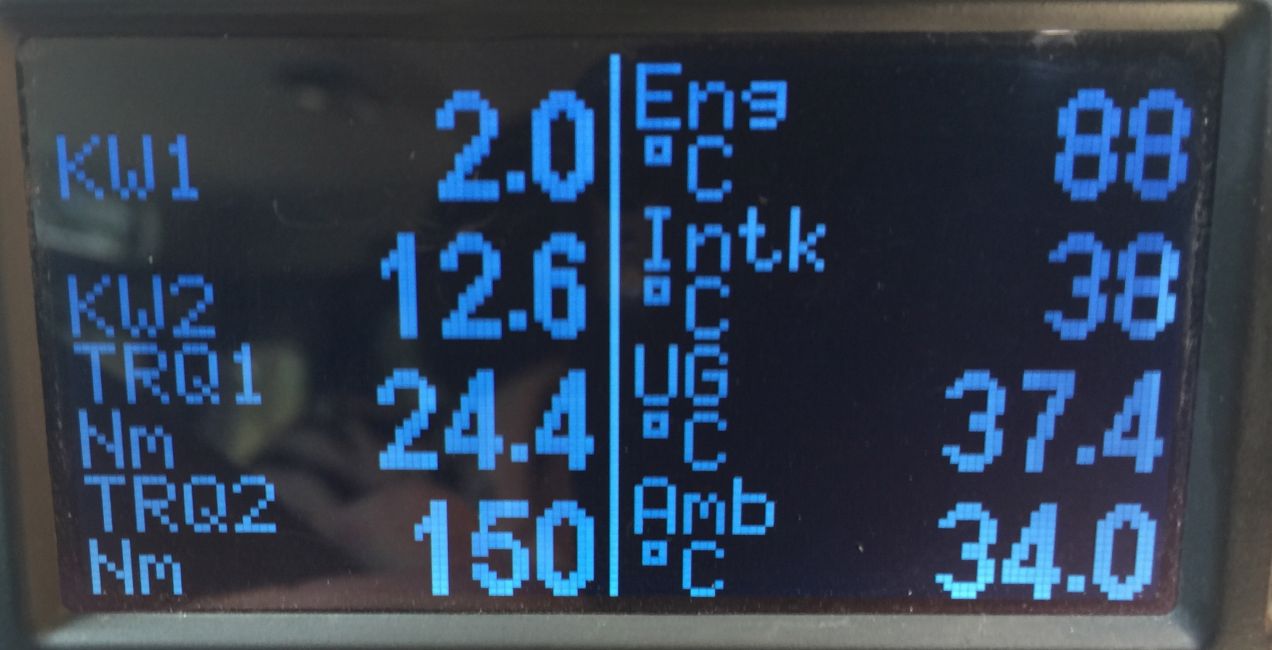 KW1 2.0
KW2 12.6
TRQ1
Nm 24.4
TRQ2
Nm 150
Eng
°C 88
Intk
°C 38
UG
°C 37.4
Amb
°C 34.0